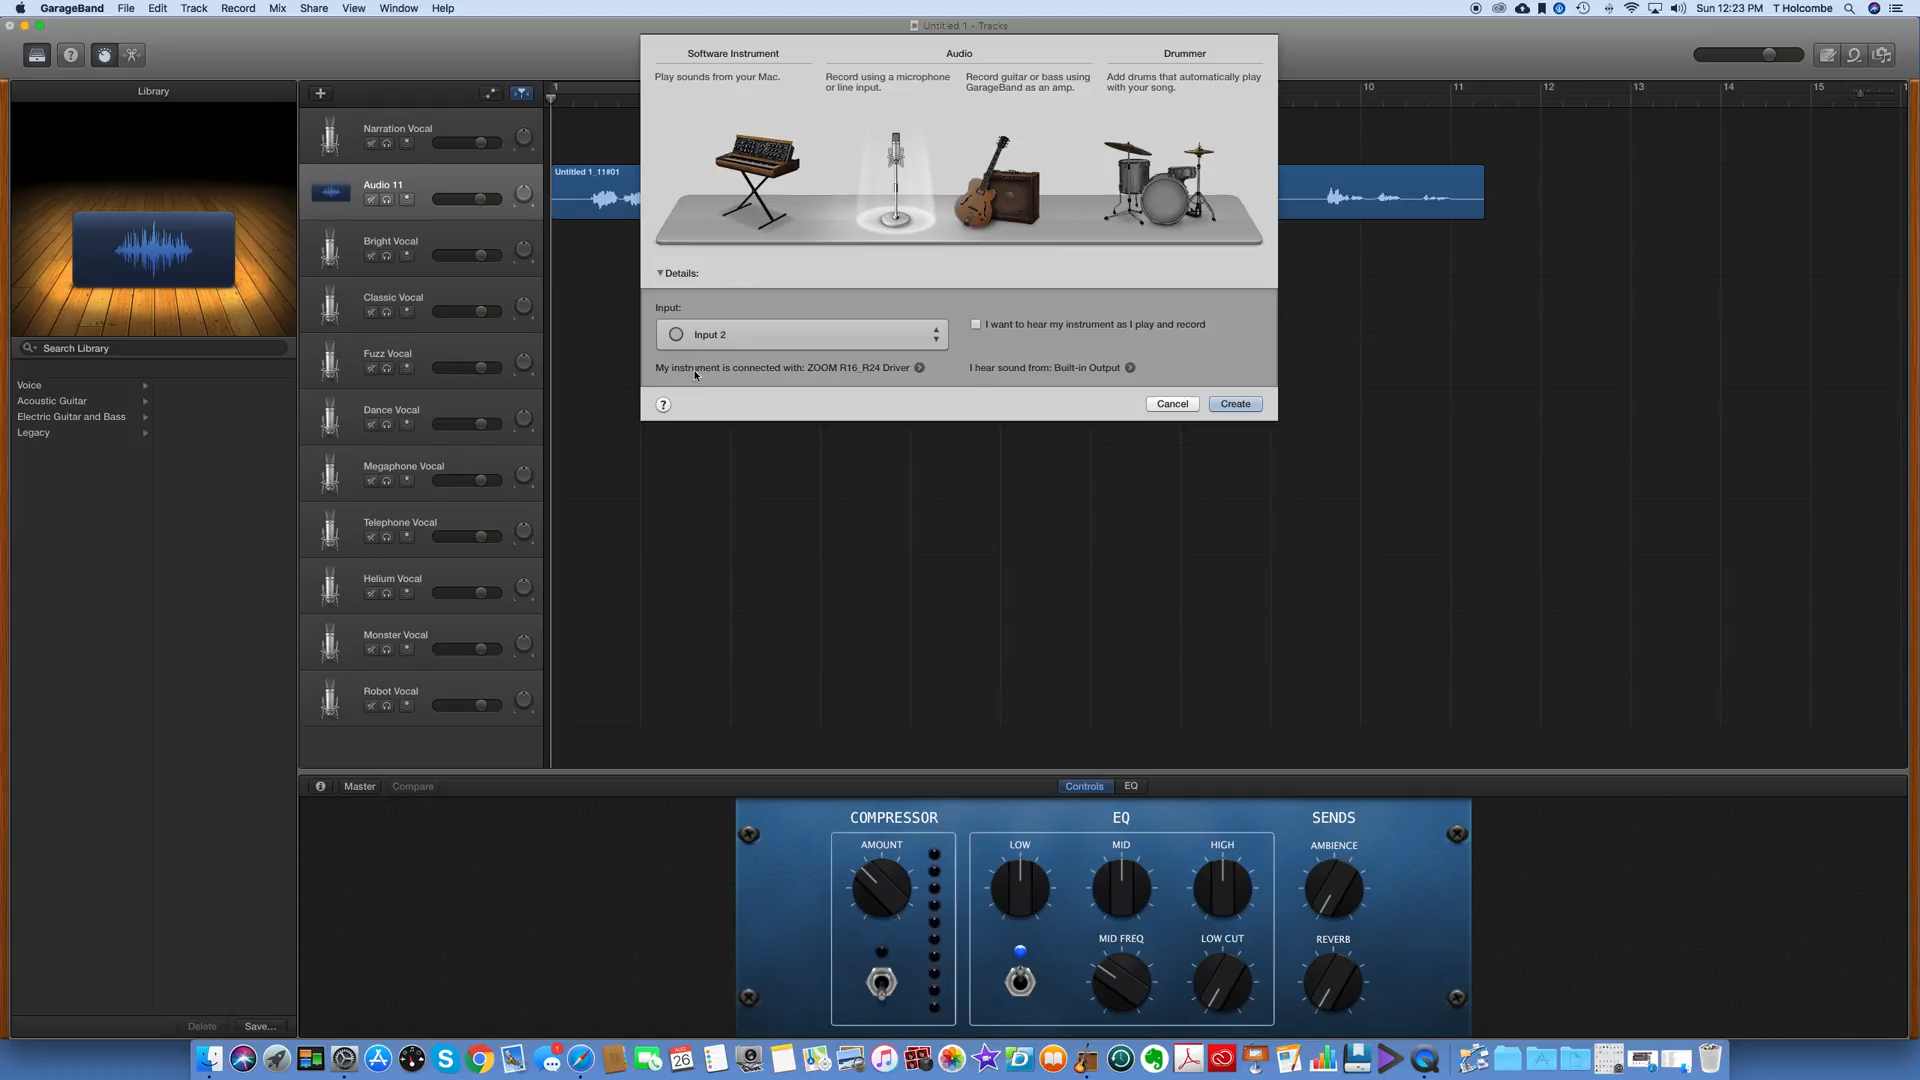 GarageBand File Edit Track Record Mix Share View Window Help
Sun 12:23 PM T Holcombe
Untitled 1 - Tracks
Library
Search Library
Voice
Acoustic Guitar
Electric Guitar and Bass
Legacy
Delete Save...
Narration Vocal
Audio 11
Bright Vocal
Classic Vocal
Fuzz Vocal
Dance Vocal
Megaphone Vocal
Telephone Vocal
Helium Vocal
Monster Vocal
Robot Vocal
1 10 11 12 13 14 15
Untitled 1_11#01
Software Instrument Audio Drummer
Play sounds from your Mac.
Record using a microphone
or line input.
Record guitar or bass using
GarageBand as an amp.
Add drums that automatically play
with your song.
Details:
Input:
Input 2
I want to hear my instrument as I play and record
My instrument is connected with: ZOOM R16_R24 Driver
I hear sound from: Built-in Output
? Cancel Create
Master Compare Controls EQ
COMPRESSOR EQ SENDS
AMOUNT LOW MID HIGH AMBIENCE
MID FREQ LOW CUT REVERB
AUG
26
1